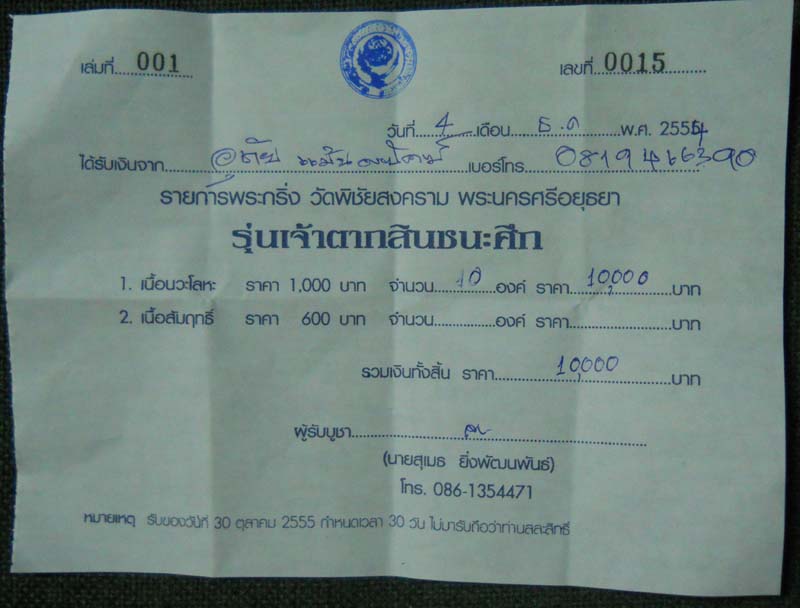 เล่มที่ 001 เลขที่ 0015
วันที่ 4 เดือน ธ.ค พ.ศ. 2554
ได้รับเงินจาก อุทัย เบอร์โทร
รายการพระกริ่ง วัดพิชัยสงคราม พระนครศรีอยุธยา
รุ่นเจ้าตากสินชนะศึก
1. เนื้อนวะโลหะ ราคา 1,000 บาท จำนวน 10 องค์ ราคา 10,000 บาท
2. เนื้อสัมฤทธิ์ ราคา 600 บาท จำนวน องค์ ราคา บาท
รวมเงินทั้งสิ้น ราคา 10,000 บาท
ผู้รับบูชา
(นายสุเมธ ยิ่งพัฒนพันธ์)
โทร. 086-1354471
หมายเหตุ รับของวันที่ 30 ตุลาคม 2555 กำหนดเวลา 30 วัน ไม่มารับถือว่าท่านสละสิทธิ์